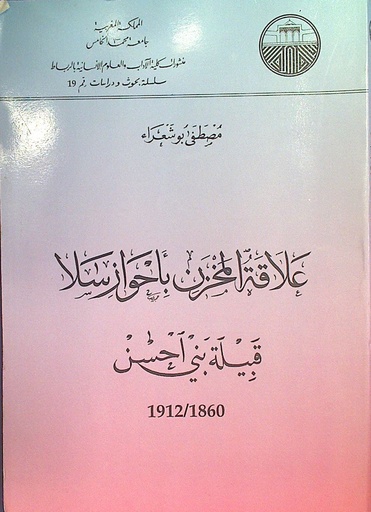 المملكة المغربية
جامعة محمد الخامس
منشورات كلية الآداب والعلوم الإنسانية بالرباط
سلسلة بحوث ودراسات رقم 19
مصطفى بوشعراء
علاقة المخزن بأحواز سلا
قبيلة بني احسن
1912/1860